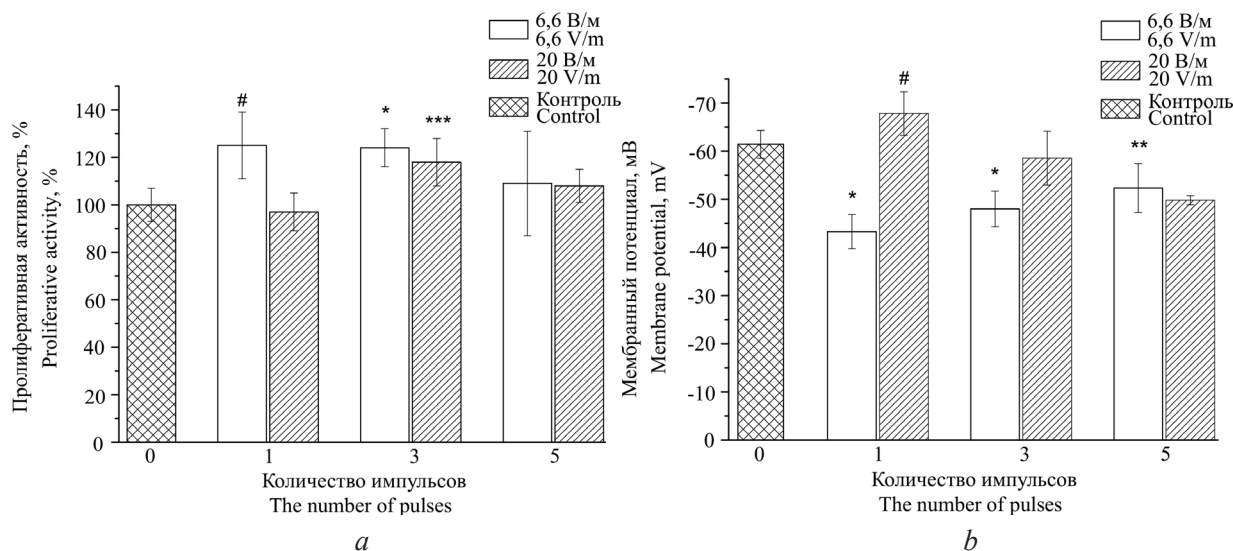 6,6 В/м
6,6 V/m
20 В/м
20 V/m
Контроль
Control
Пролиферативная активность, %
Proliferative activity, %
140
120
100
80
60
40
20
0
#
*
***
0 1 3 5
Количество импульсов
The number of pulses
a
6,6 В/м
6,6 V/m
20 В/м
20 V/m
Контроль
Control
Мембранный потенциал, мВ
Membrane potential, mV
-70
-60
-50
-40
-30
-20
-10
0
#
*
*
**
0 1 3 5
Количество импульсов
The number of pulses
b